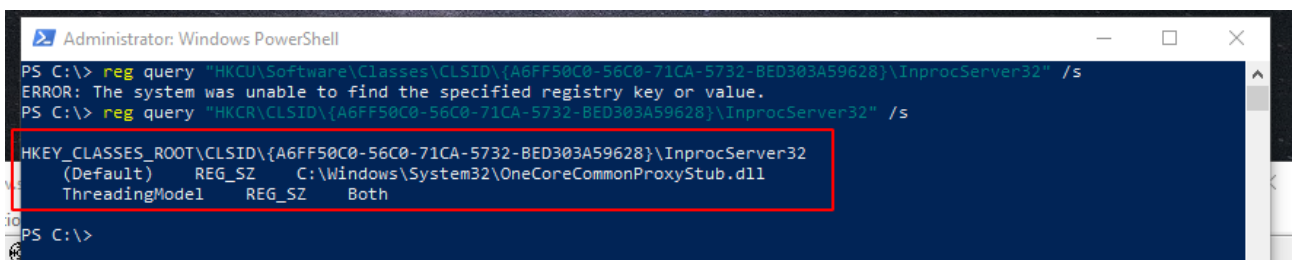 Administrator: Windows PowerShell
PS C:\> reg query "HKCU\Software\Classes\CLSID\{A6FF50C0-56C0-71CA-5732-BED303A59628}\InprocServer32" /s
ERROR: The system was unable to find the specified registry key or value.
PS C:\> reg query "HKCR\CLSID\{A6FF50C0-56C0-71CA-5732-BED303A59628}\InprocServer32" /s
HKEY_CLASSES_ROOT\CLSID\{A6FF50C0-56C0-71CA-5732-BED303A59628}\InprocServer32
(Default) REG_SZ C:\Windows\System32\OneCoreCommonProxyStub.dll
ThreadingModel REG_SZ Both
PS C:\>